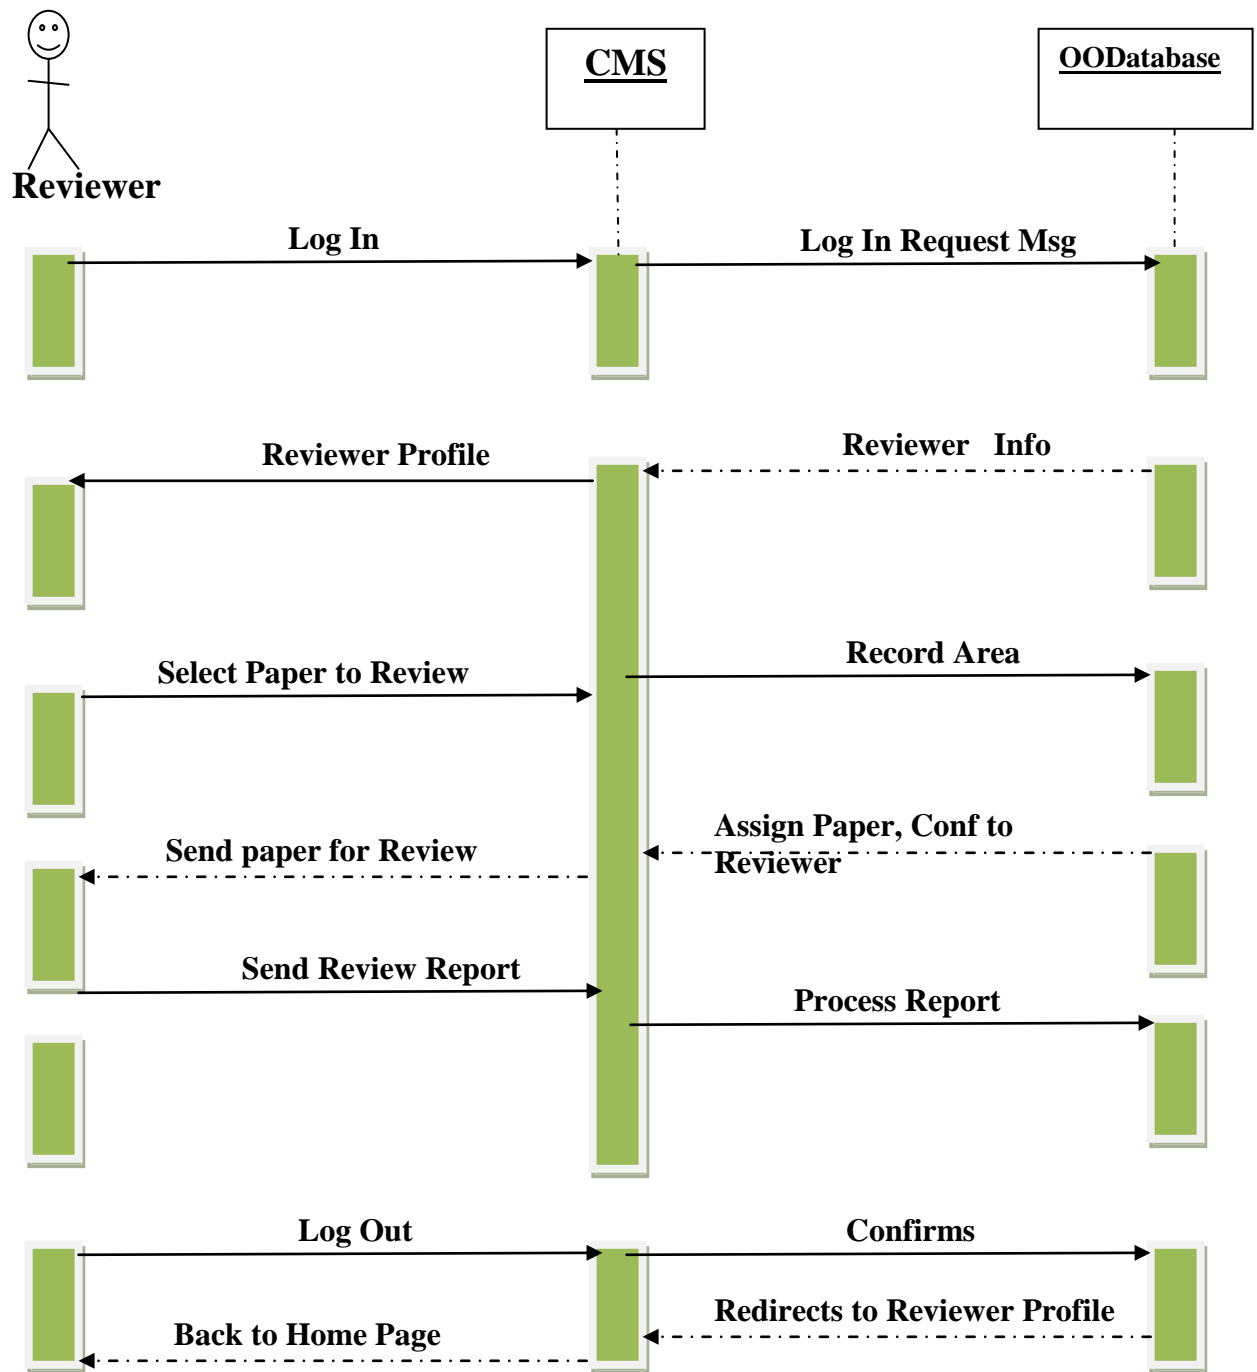 CMS
OODatabase
Reviewer
Log In
Log In Request Msg
Reviewer Info
Reviewer Profile
Record Area
Select Paper to Review
Assign Paper, Conf to
Reviewer
Send paper for Review
Send Review Report
Process Report
Log Out
Confirms
Redirects to Reviewer Profile
Back to Home Page